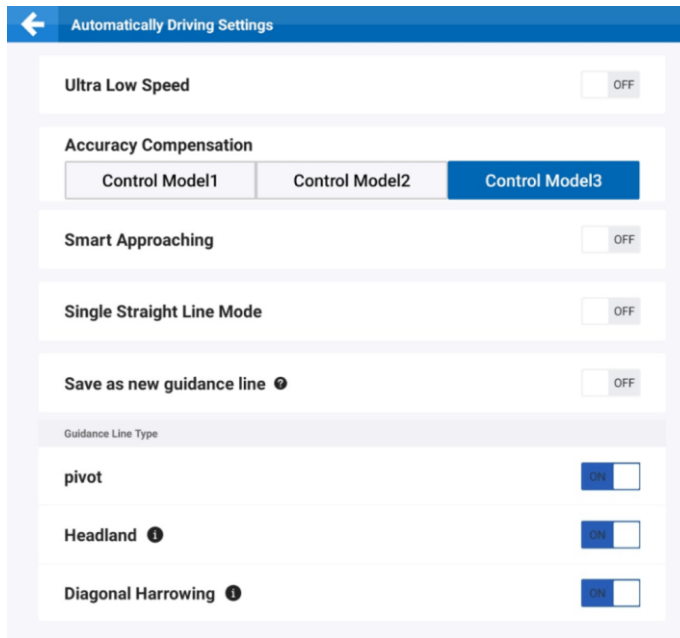 Automatically Driving Settings
Ultra Low Speed OFF
Accuracy Compensation
Control Model1 Control Model2 Control Model3
Smart Approaching OFF
Single Straight Line Mode OFF
Save as new guidance line ? OFF
Guidance Line Type
pivot ON
Headland i ON
Diagonal Harrowing i ON